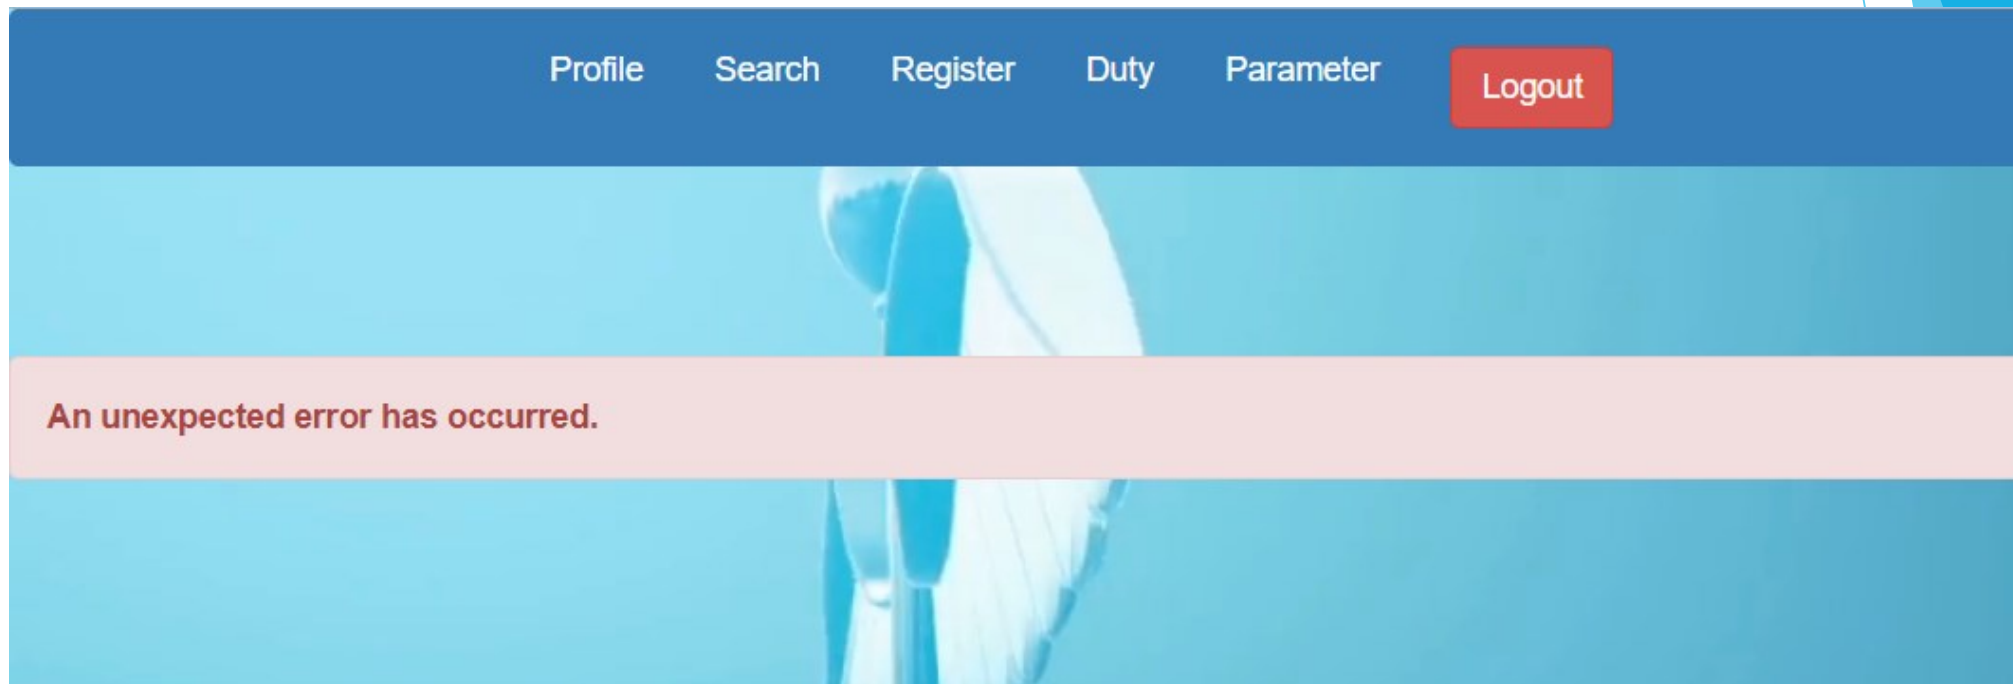 Profile Search Register Duty Parameter Logout
An unexpected error has occurred.